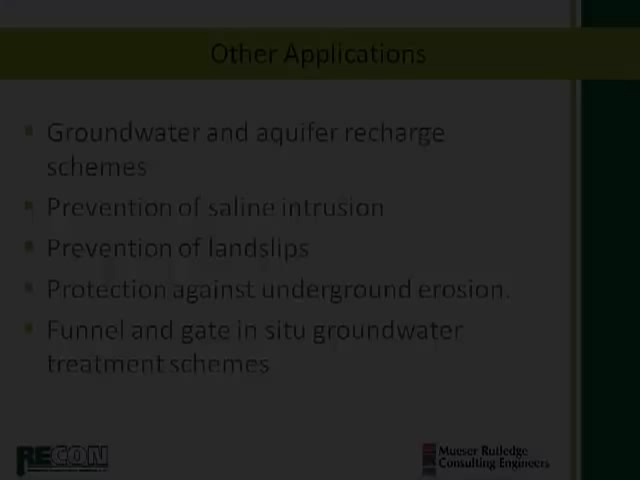 Other Applications
Groundwater and aquifer recharge
schemes
Prevention of saline intrusion
Prevention of landslips
Protection against underground erosion.
Funnel and gate in situ groundwater
treatment schemes
RECON
Mueser Rutledge
Consulting Engineers